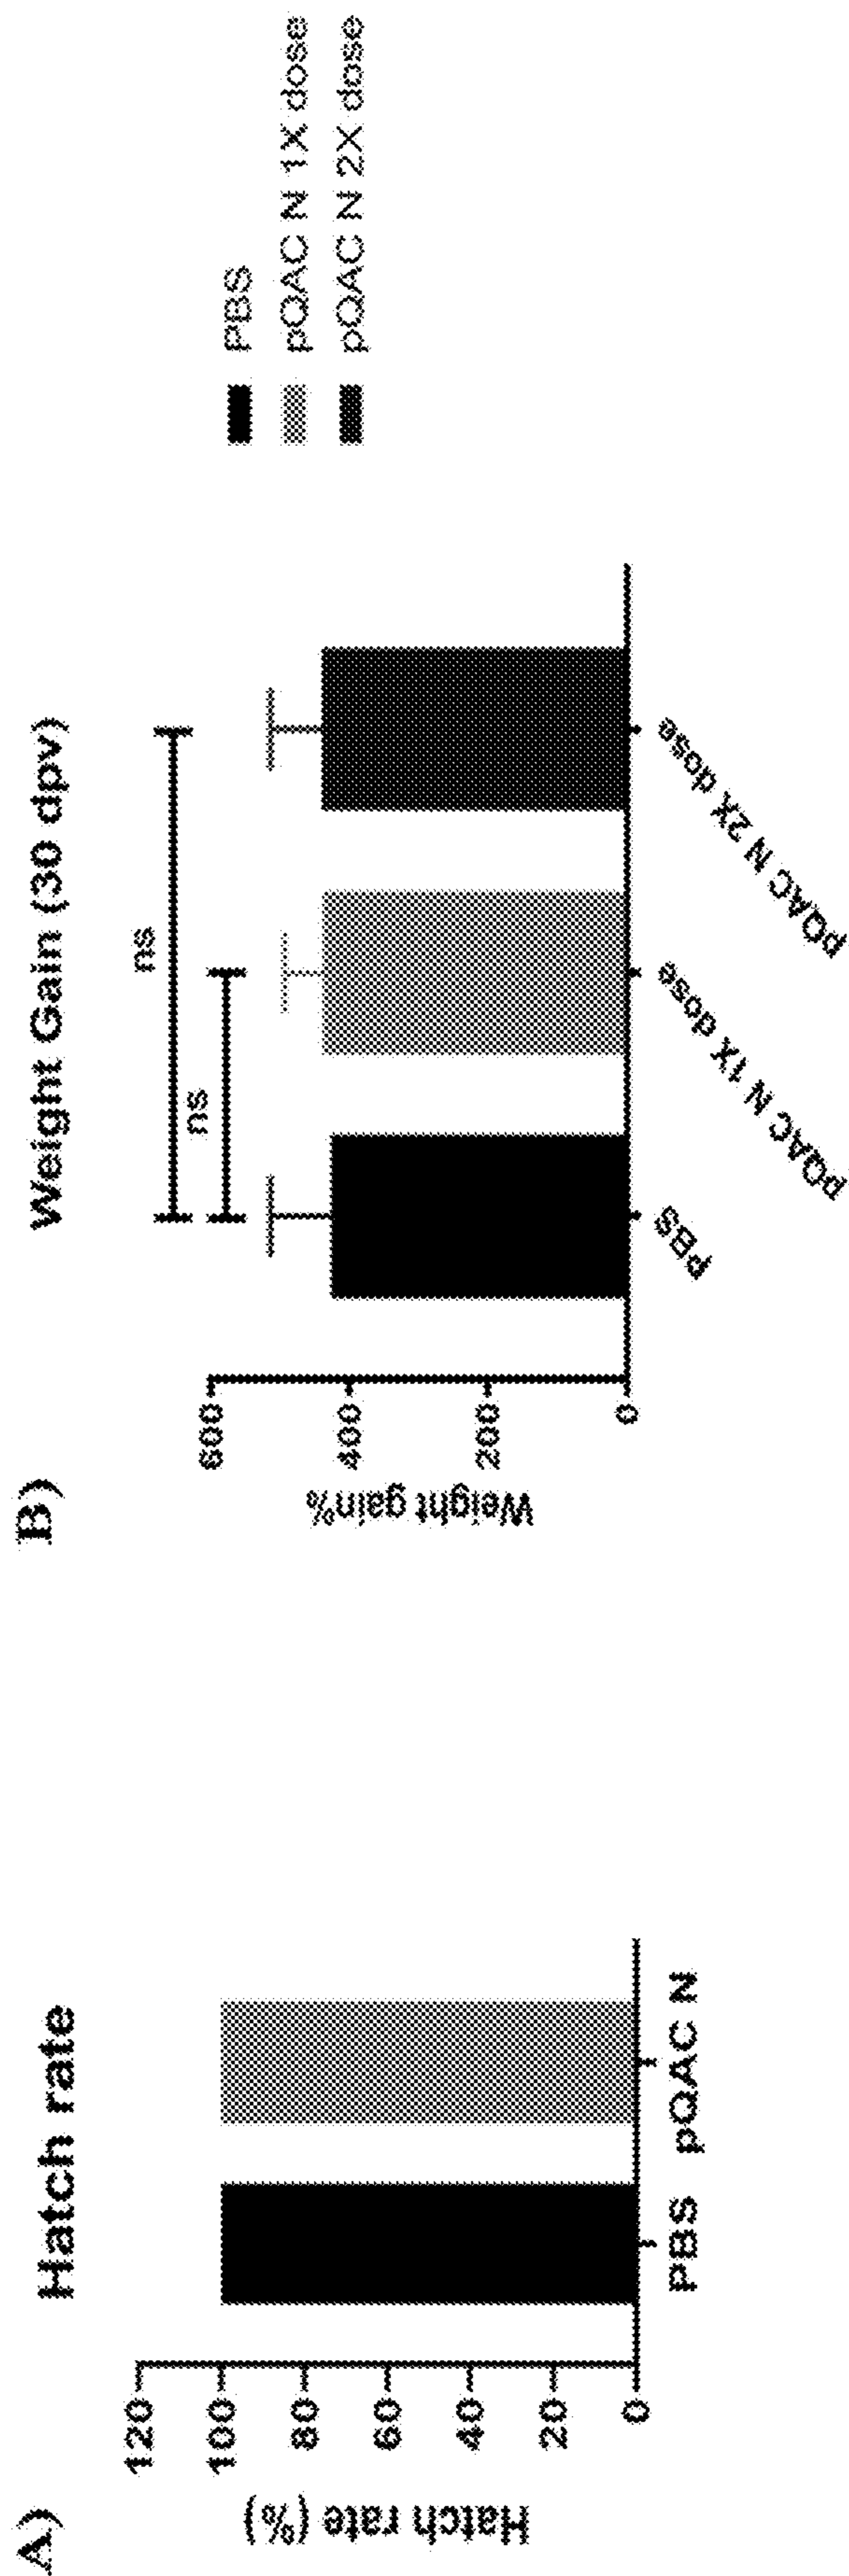 A)
Hatch rate
Hatch rate (%)
120
100
80
60
40
20
0
PBS
pQAC N
B)
Weight Gain (30 dpv)
Weight gain%
600
400
200
0
ns
ns
PBS
pQAC N 1X dose
pQAC N 2X dose
PBS
pQAC N 1X dose
pQAC N 2X dose